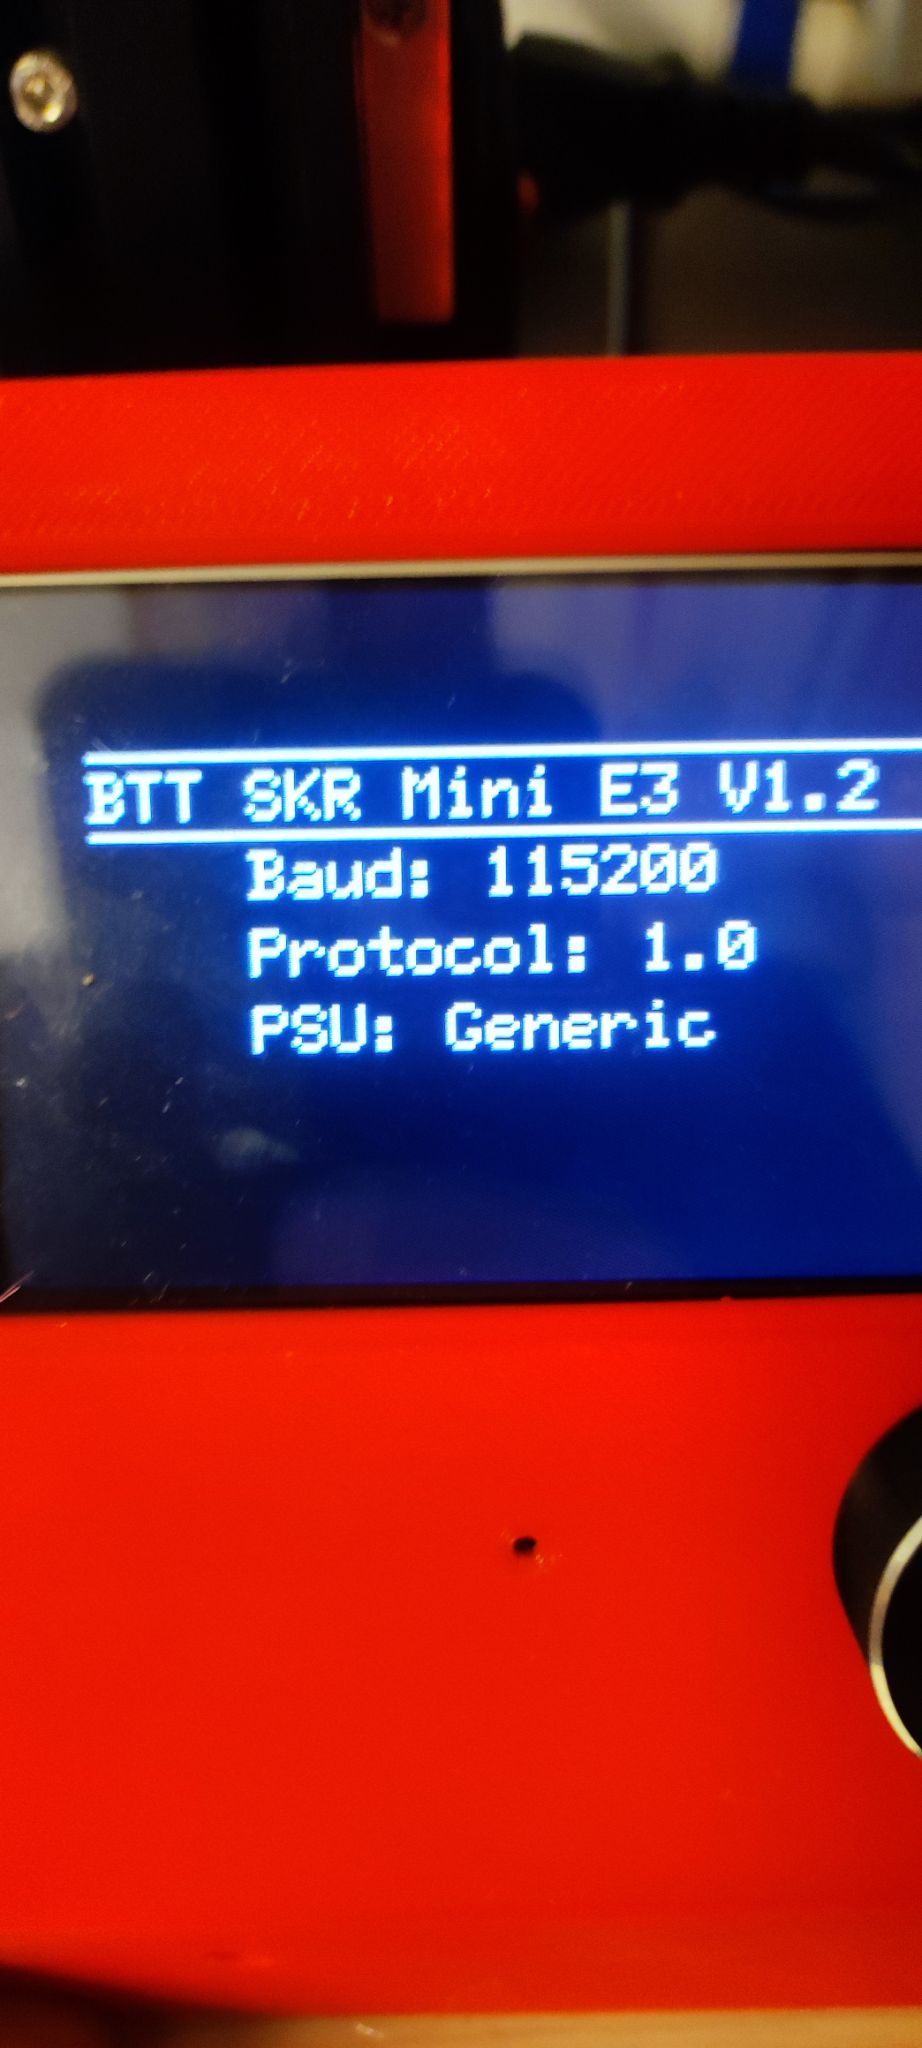 BTT SKR Mini E3 V1.2
Baud: 115200
Protocol: 1.0
PSU: Generic